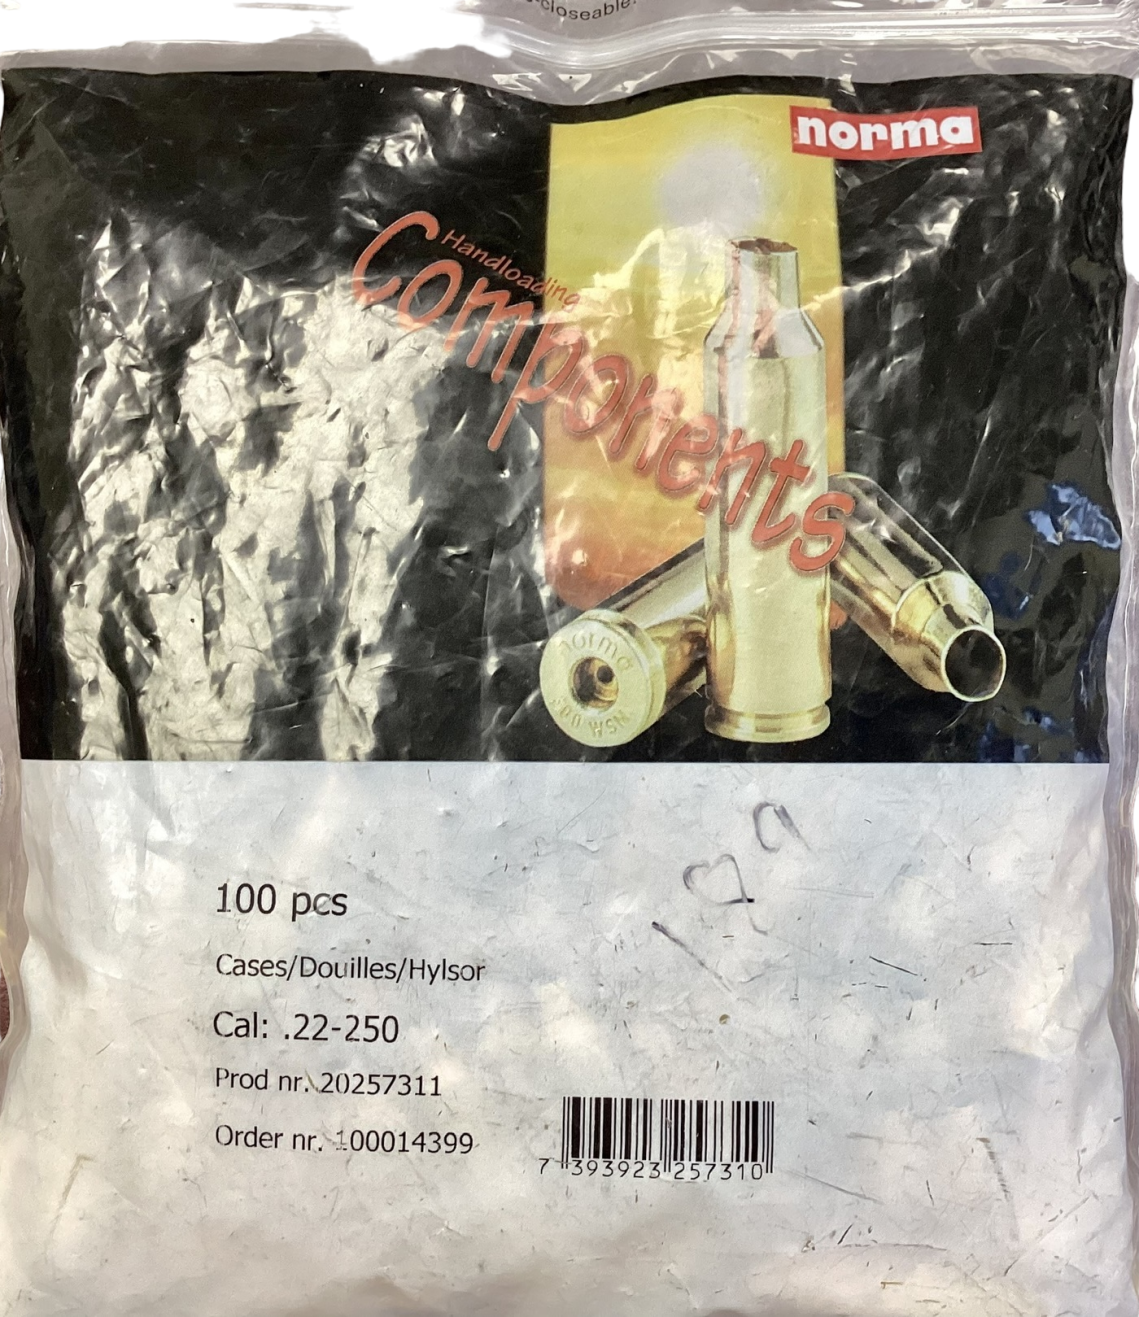 closeable.
norma
Handloading
Components
norma
WSM
100 pcs
Cases/Douilles/Hylsor
Cal: .22-250
Prod nr. 20257311
Order nr. 100014399
7 393923 257310